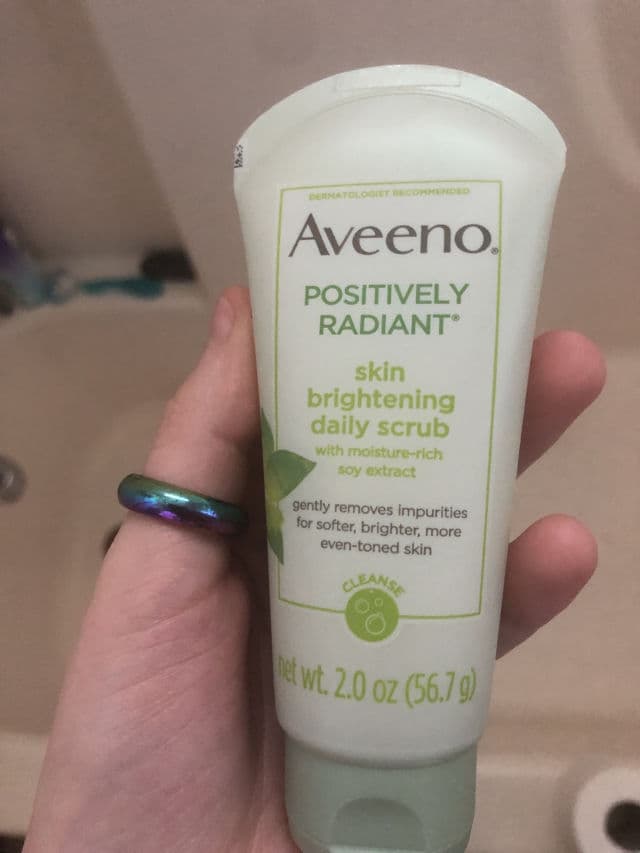 DERMATOLOGIST RECOMMENDED
Aveeno®
POSITIVELY
RADIANT®
skin
brightening
daily scrub
with moisture-rich
soy extract
gently removes impurities
for softer, brighter, more
even-toned skin
CLEANSE
net wt. 2.0 oz (56.7 g)